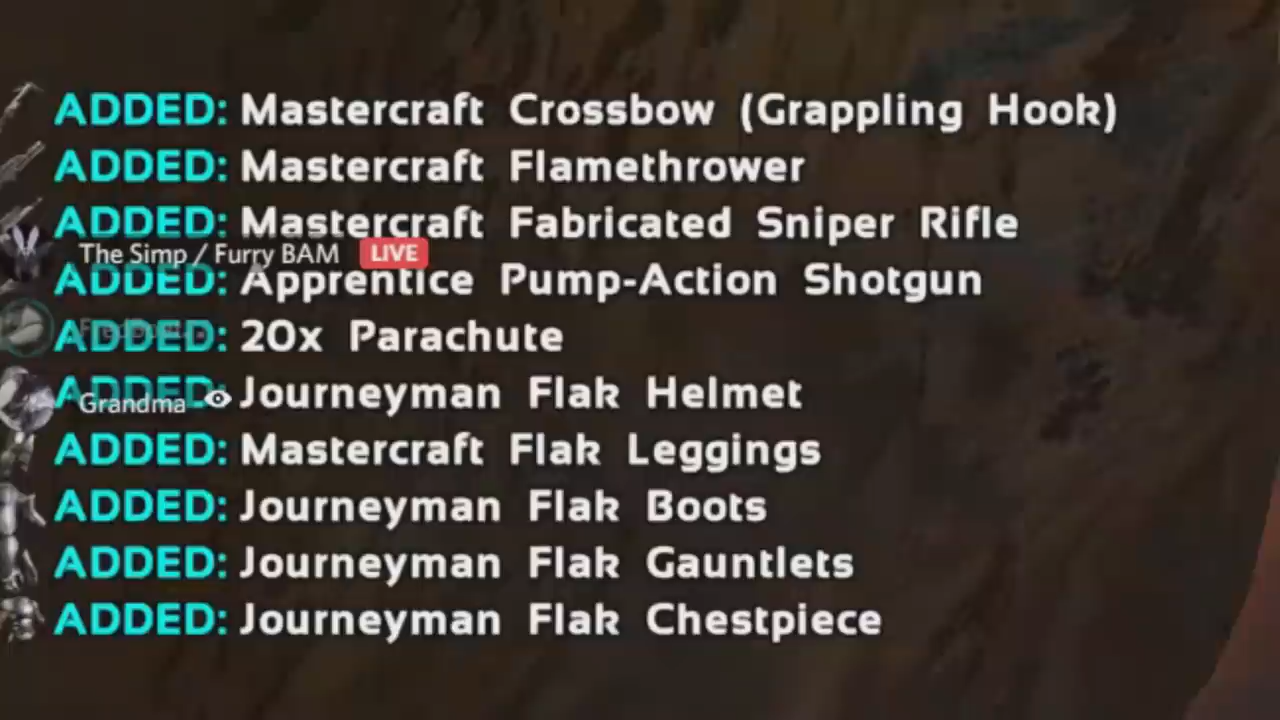 ADDED: Mastercraft Crossbow (Grappling Hook)
ADDED: Mastercraft Flamethrower
ADDED: Mastercraft Fabricated Sniper Rifle
The Simp / Furry BAM LIVE
ADDED: Apprentice Pump-Action Shotgun
ADDED: 20x Parachute
ADDED: Journeyman Flak Helmet
Grandma
ADDED: Mastercraft Flak Leggings
ADDED: Journeyman Flak Boots
ADDED: Journeyman Flak Gauntlets
ADDED: Journeyman Flak Chestpiece